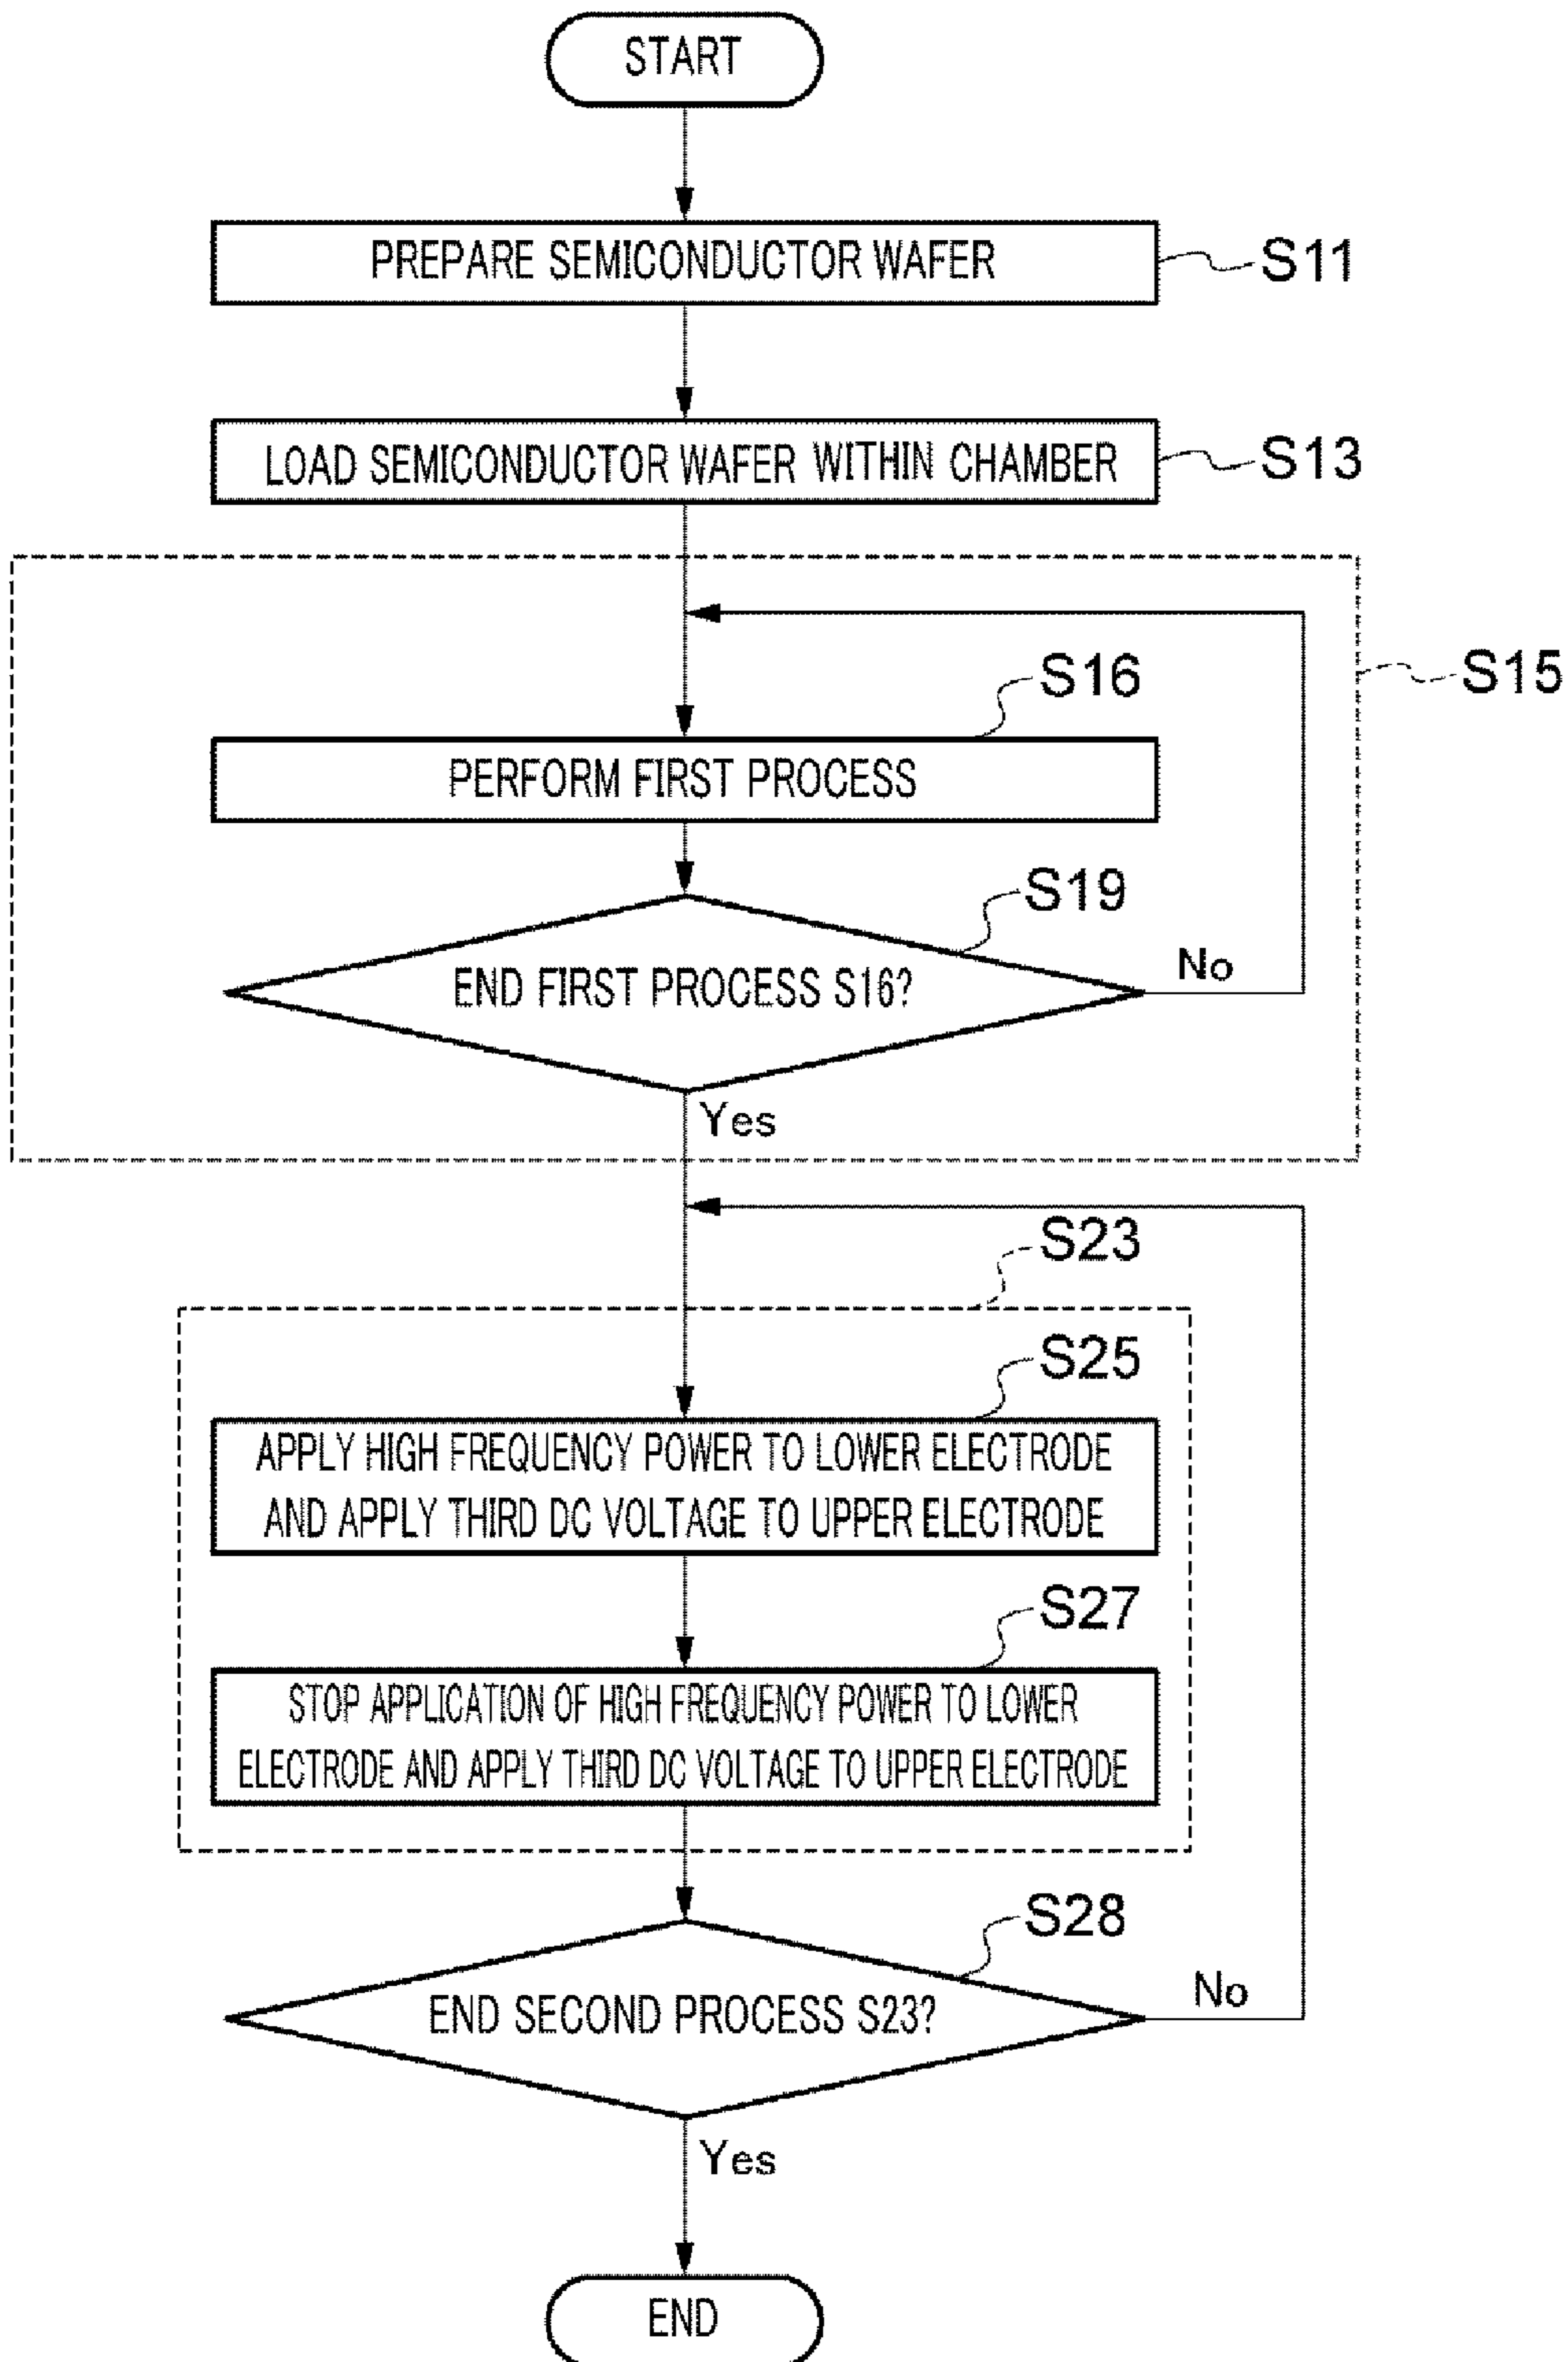 START
PREPARE SEMICONDUCTOR WAFER
S11
LOAD SEMICONDUCTOR WAFER WITHIN CHAMBER
S13
S15
S16
PERFORM FIRST PROCESS
S19
END FIRST PROCESS S16?
No
Yes
S23
S25
APPLY HIGH FREQUENCY POWER TO LOWER ELECTRODE
AND APPLY THIRD DC VOLTAGE TO UPPER ELECTRODE
S27
STOP APPLICATION OF HIGH FREQUENCY POWER TO LOWER
ELECTRODE AND APPLY THIRD DC VOLTAGE TO UPPER ELECTRODE
S28
END SECOND PROCESS S23?
No
Yes
END